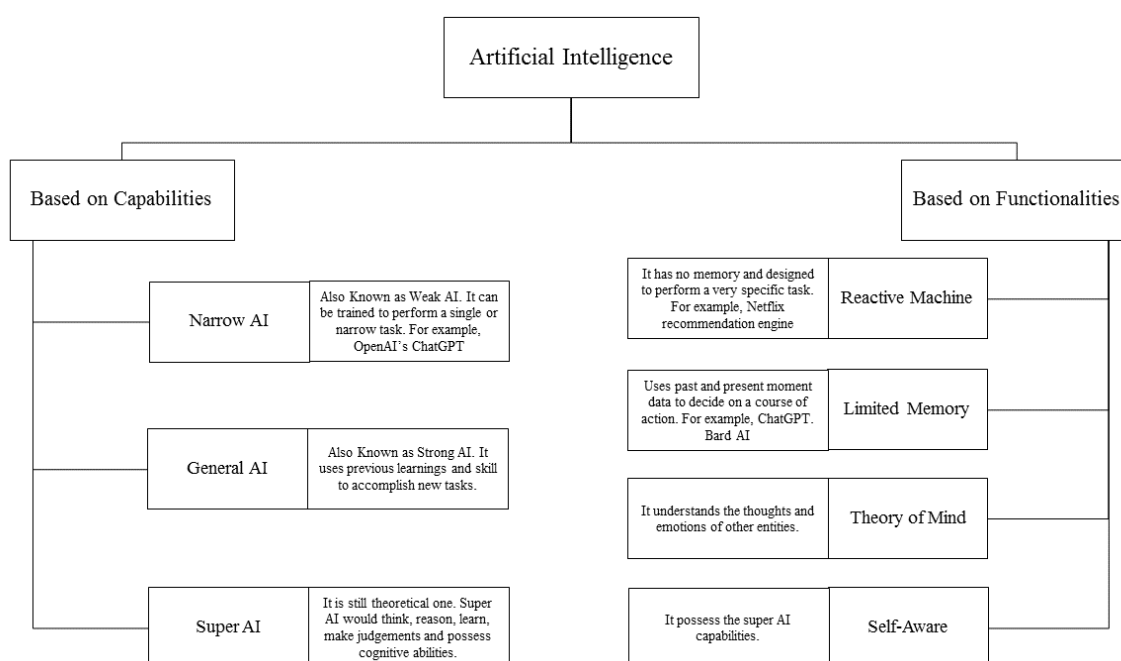 Artificial Intelligence
Based on Capabilities
Based on Functionalities
Narrow AI
Also Known as Weak AI. It can
be trained to perform a single or
narrow task. For example,
OpenAI’s ChatGPT
General AI
Also Known as Strong AI. It
uses previous learnings and skill
to accomplish new tasks.
Super AI
It is still theoretical one. Super
AI would think, reason, learn,
make judgements and possess
cognitive abilities.
It has no memory and designed
to perform a very specific task.
For example, Netflix
recommendation engine
Reactive Machine
Uses past and present moment
data to decide on a course of
action. For example, ChatGPT.
Bard AI
Limited Memory
It understands the thoughts and
emotions of other entities.
Theory of Mind
It possess the super AI
capabilities.
Self-Aware